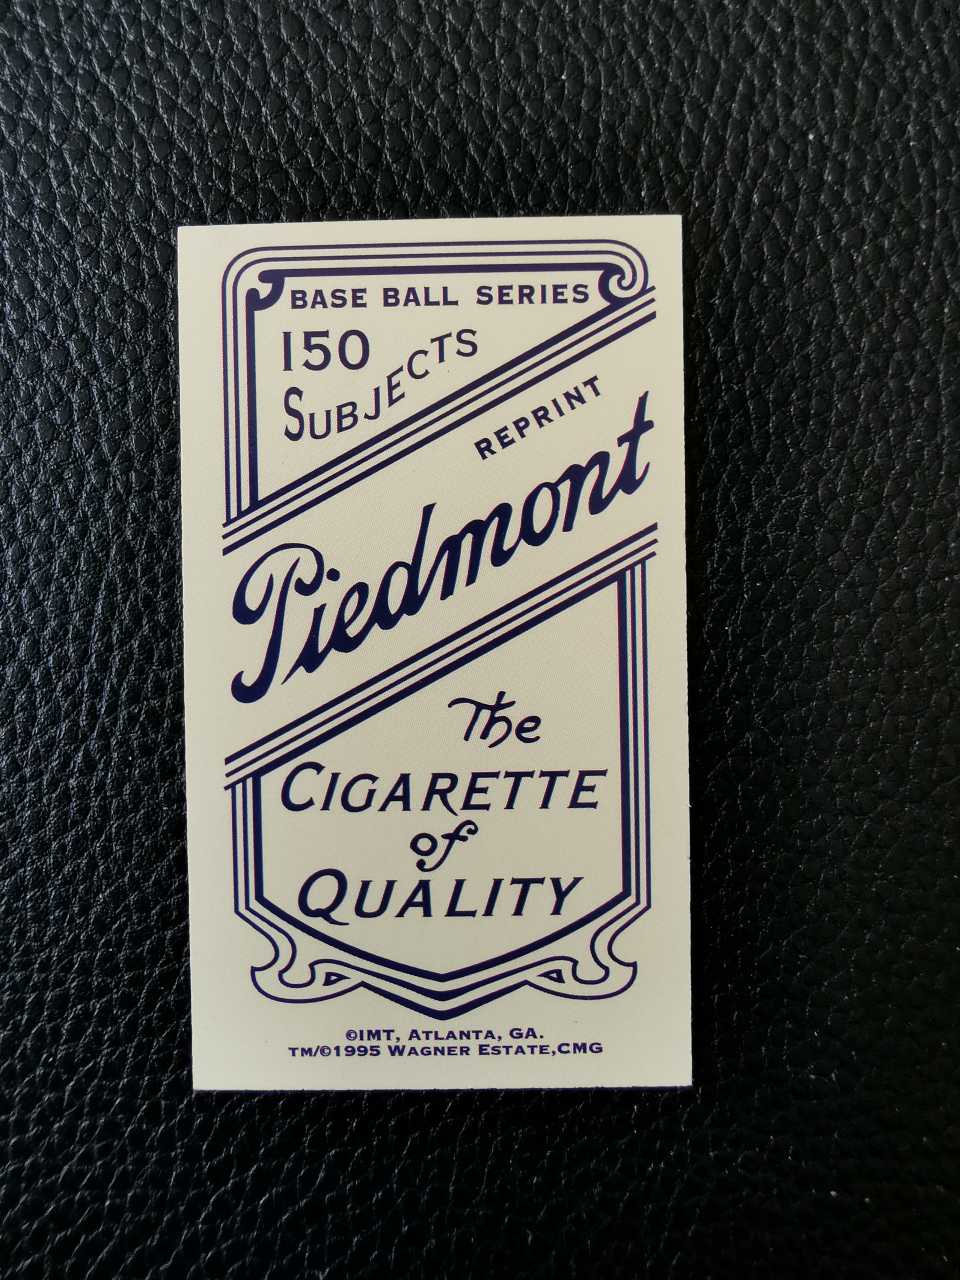 BASE BALL SERIES
150
SUBJECTS
REPRINT
Piedmont
The
CIGARETTE
of
QUALITY
©IMT, ATLANTA, GA.
TM/©1995 WAGNER ESTATE,CMG